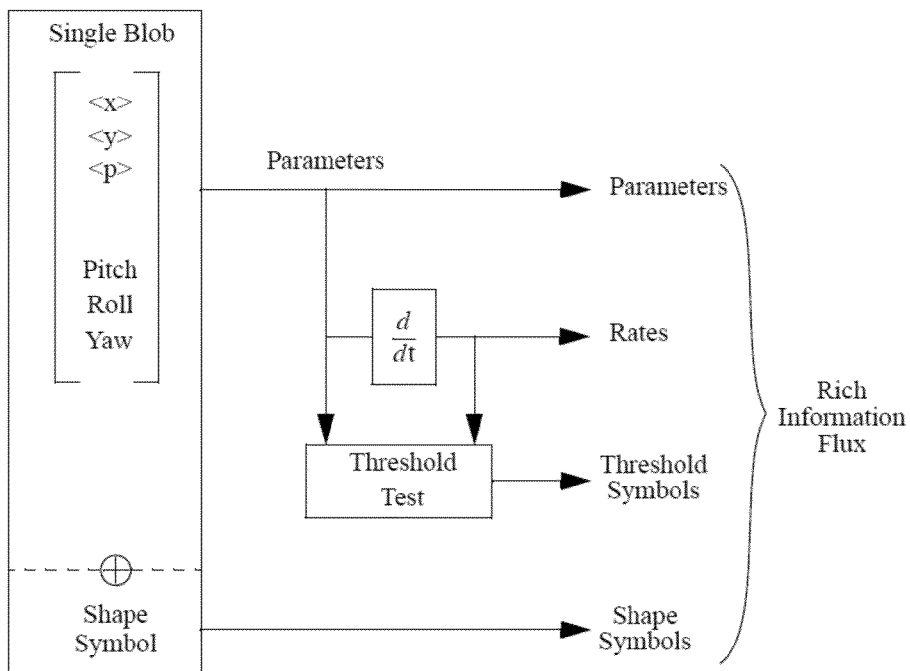 Single Blob
<x>
<y>
<p>
Pitch
Roll
Yaw
Shape
Symbol
Parameters
d
dt
Threshold
Test
Parameters
Rates
Threshold
Symbols
Shape
Symbols
Rich
Information
Flux